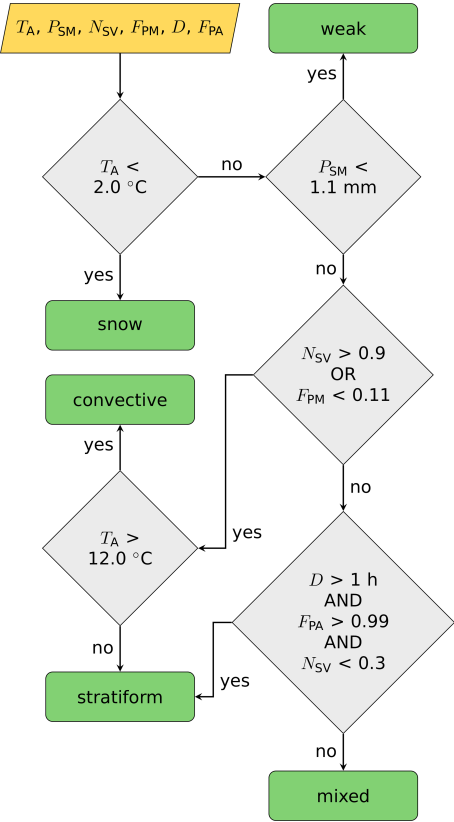 T_A, P_SM, N_SV, F_PM, D, F_PA
weak
yes
T_A <
2.0 °C
no
P_SM <
1.1 mm
yes
no
snow
N_SV > 0.9
OR
F_PM < 0.11
convective
yes
no
T_A >
12.0 °C
yes
D > 1 h
AND
F_PA > 0.99
AND
N_SV < 0.3
no
yes
stratiform
no
mixed